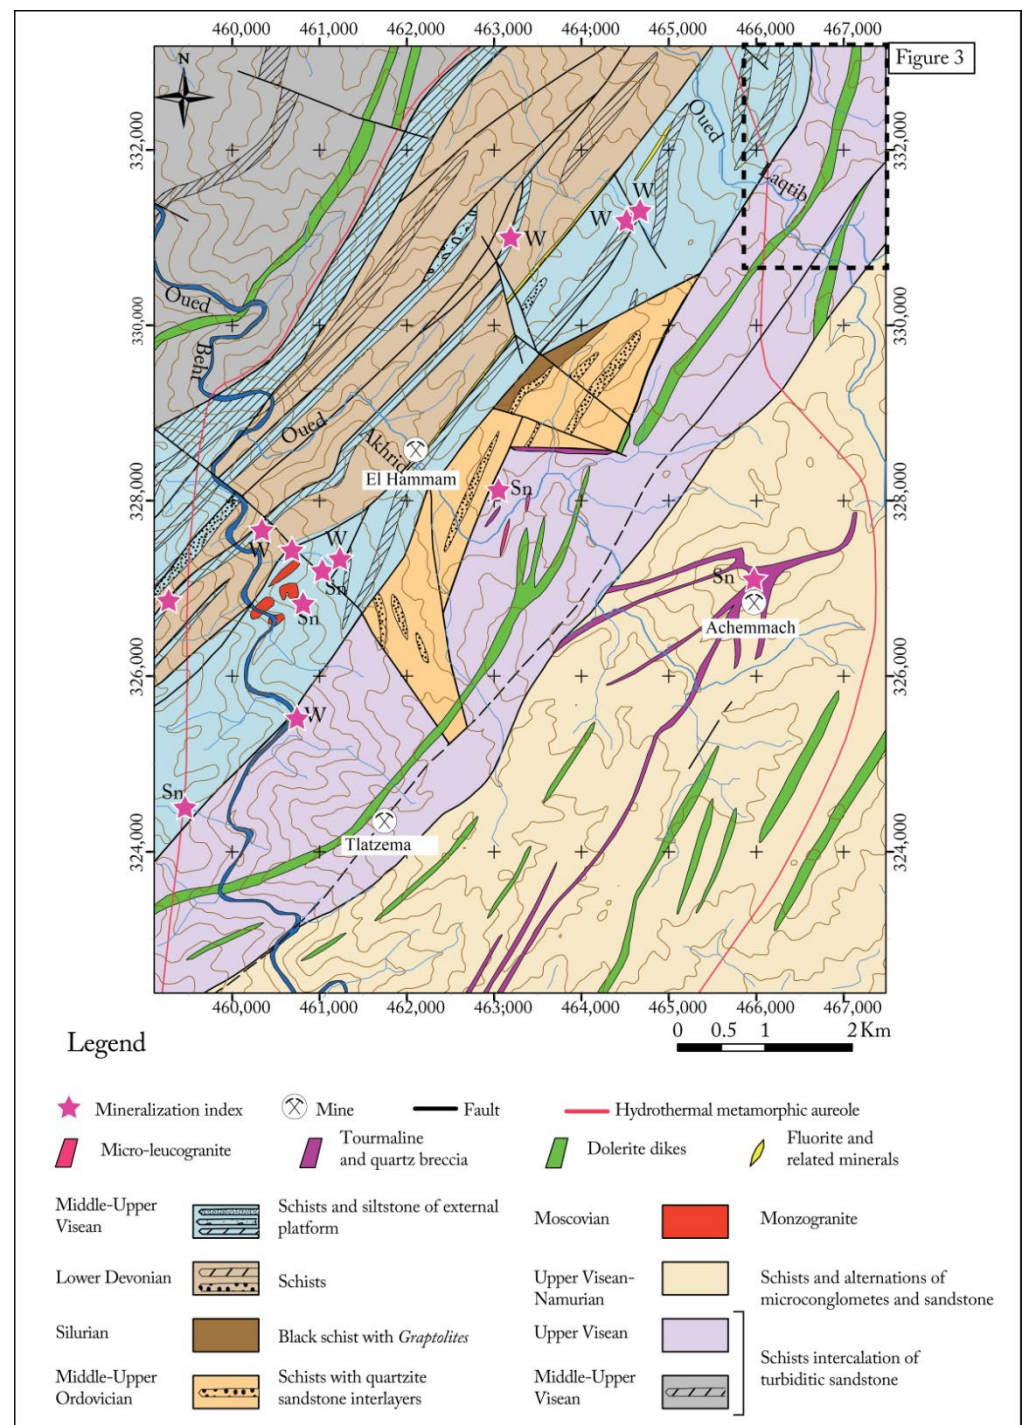 460,000 461,000 462,000 463,000 464,000 465,000 466,000 467,000
Figure 3
N
332,000
332,000
Oued
Laqtib
W
W
W
Oued
Beht
330,000
330,000
Oued
Akhrid
El Hammam
Sn
328,000
328,000
W
W
Sn
Sn
Sn
Achemmach
326,000
326,000
W
Sn
Tlatzema
324,000
324,000
460,000 461,000 462,000 463,000 464,000 465,000 466,000 467,000
0 0.5 1 2 Km
Legend
Mineralization index
Mine
Fault
Hydrothermal metamorphic aureole
Micro-leucogranite
Tourmaline
and quartz breccia
Dolerite dikes
Fluorite and
related minerals
Middle-Upper
Visean
Schists and siltstone of external
platform
Moscovian
Monzogranite
Lower Devonian
Schists
Upper Visean-
Namurian
Schists and alternations of
microconglometes and sandstone
Silurian
Black schist with Graptolites
Upper Visean
Middle-Upper
Ordovician
Schists with quartzite
sandstone interlayers
Middle-Upper
Visean
Schists intercalation of
turbiditic sandstone